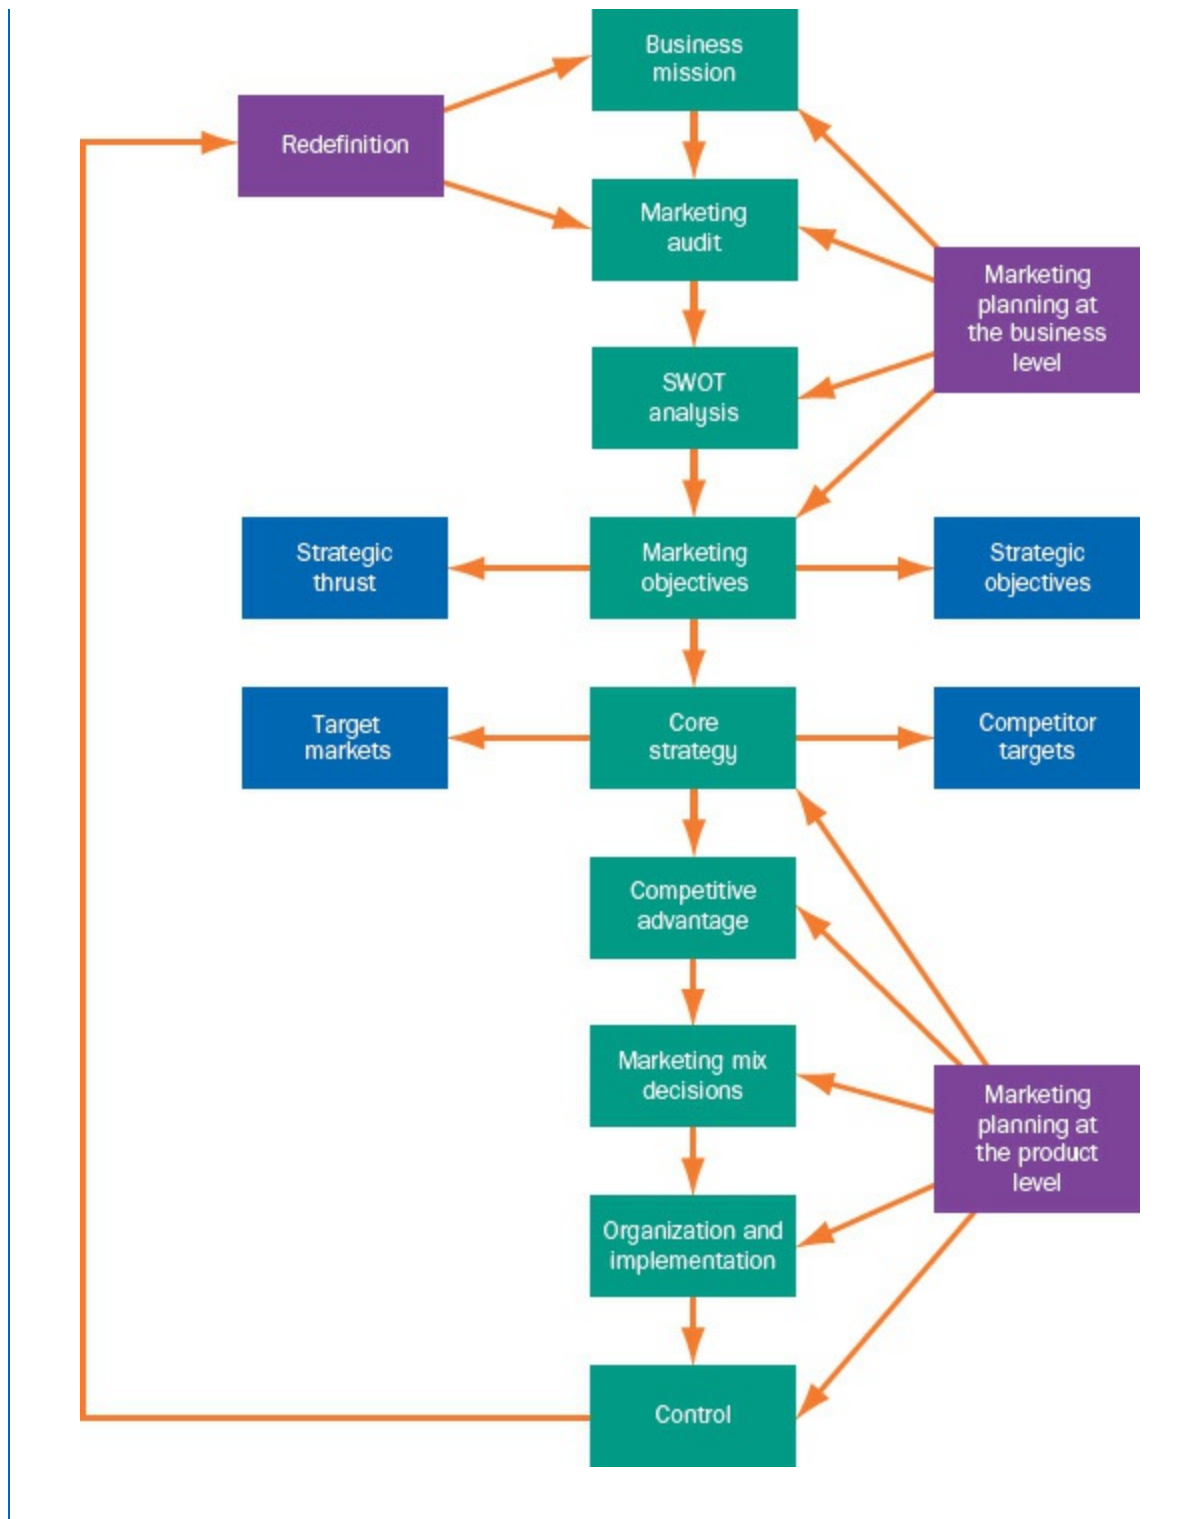 Business
mission
Redefinition
Marketing
audit
Marketing
planning at
the business
level
SWOT
analysis
Strategic
thrust
Marketing
objectives
Strategic
objectives
Target
markets
Core
strategy
Competitor
targets
Competitive
advantage
Marketing mix
decisions
Marketing
planning at
the product
level
Organization and
implementation
Control